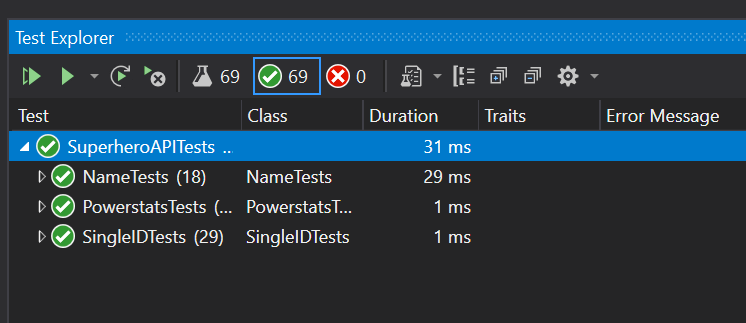 Test Explorer
69 69 0
Test Class Duration Traits Error Message
SuperheroAPITests ... 31 ms
NameTests (18) NameTests 29 ms
PowerstatsTests (... PowerstatsT... 1 ms
SingleIDTests (29) SingleIDTests 1 ms